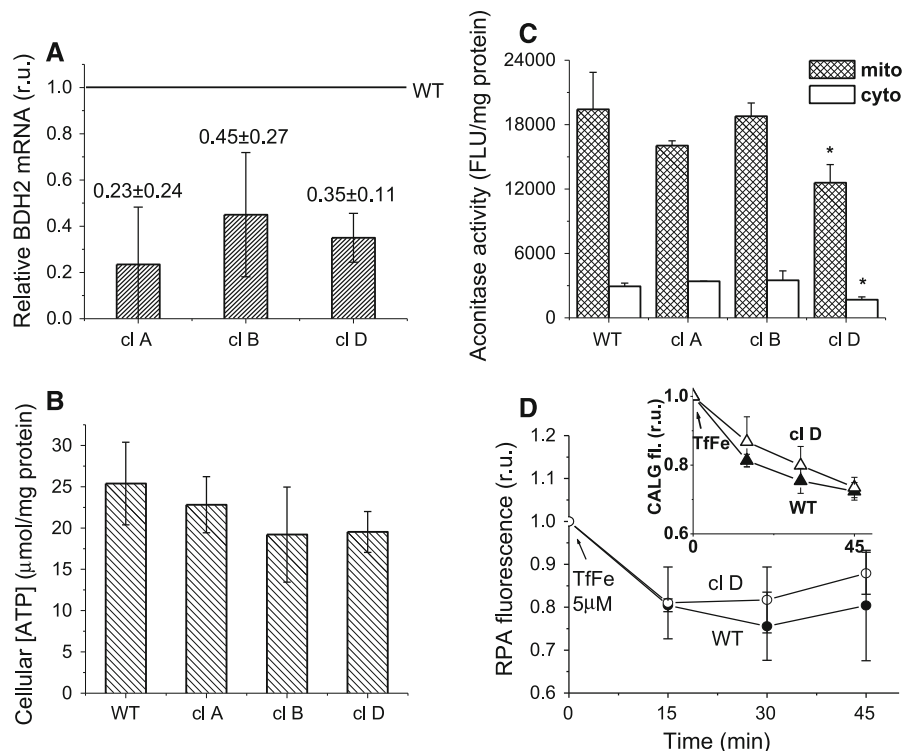 A
Relative BDH2 mRNA (r.u.)
1.0
0.8
0.6
0.4
0.2
0.0
WT
0.23±0.24
0.45±0.27
0.35±0.11
cl A
cl B
cl D
B
Cellular [ATP] (μmol/mg protein)
30
25
20
15
10
5
0
WT
cl A
cl B
cl D
C
Aconitase activity (FLU/mg protein)
24000
18000
12000
6000
0
mito
cyto
*
*
WT
cl A
cl B
cl D
D
RPA fluorescence (r.u.)
1.2
1.1
1.0
0.9
0.8
0.7
0.6
TfFe
5μM
cl D
WT
0
15
30
45
Time (min)
CALG fl. (r.u.)
1.0
0.8
0.6
TfFe
cl D
WT
0
45